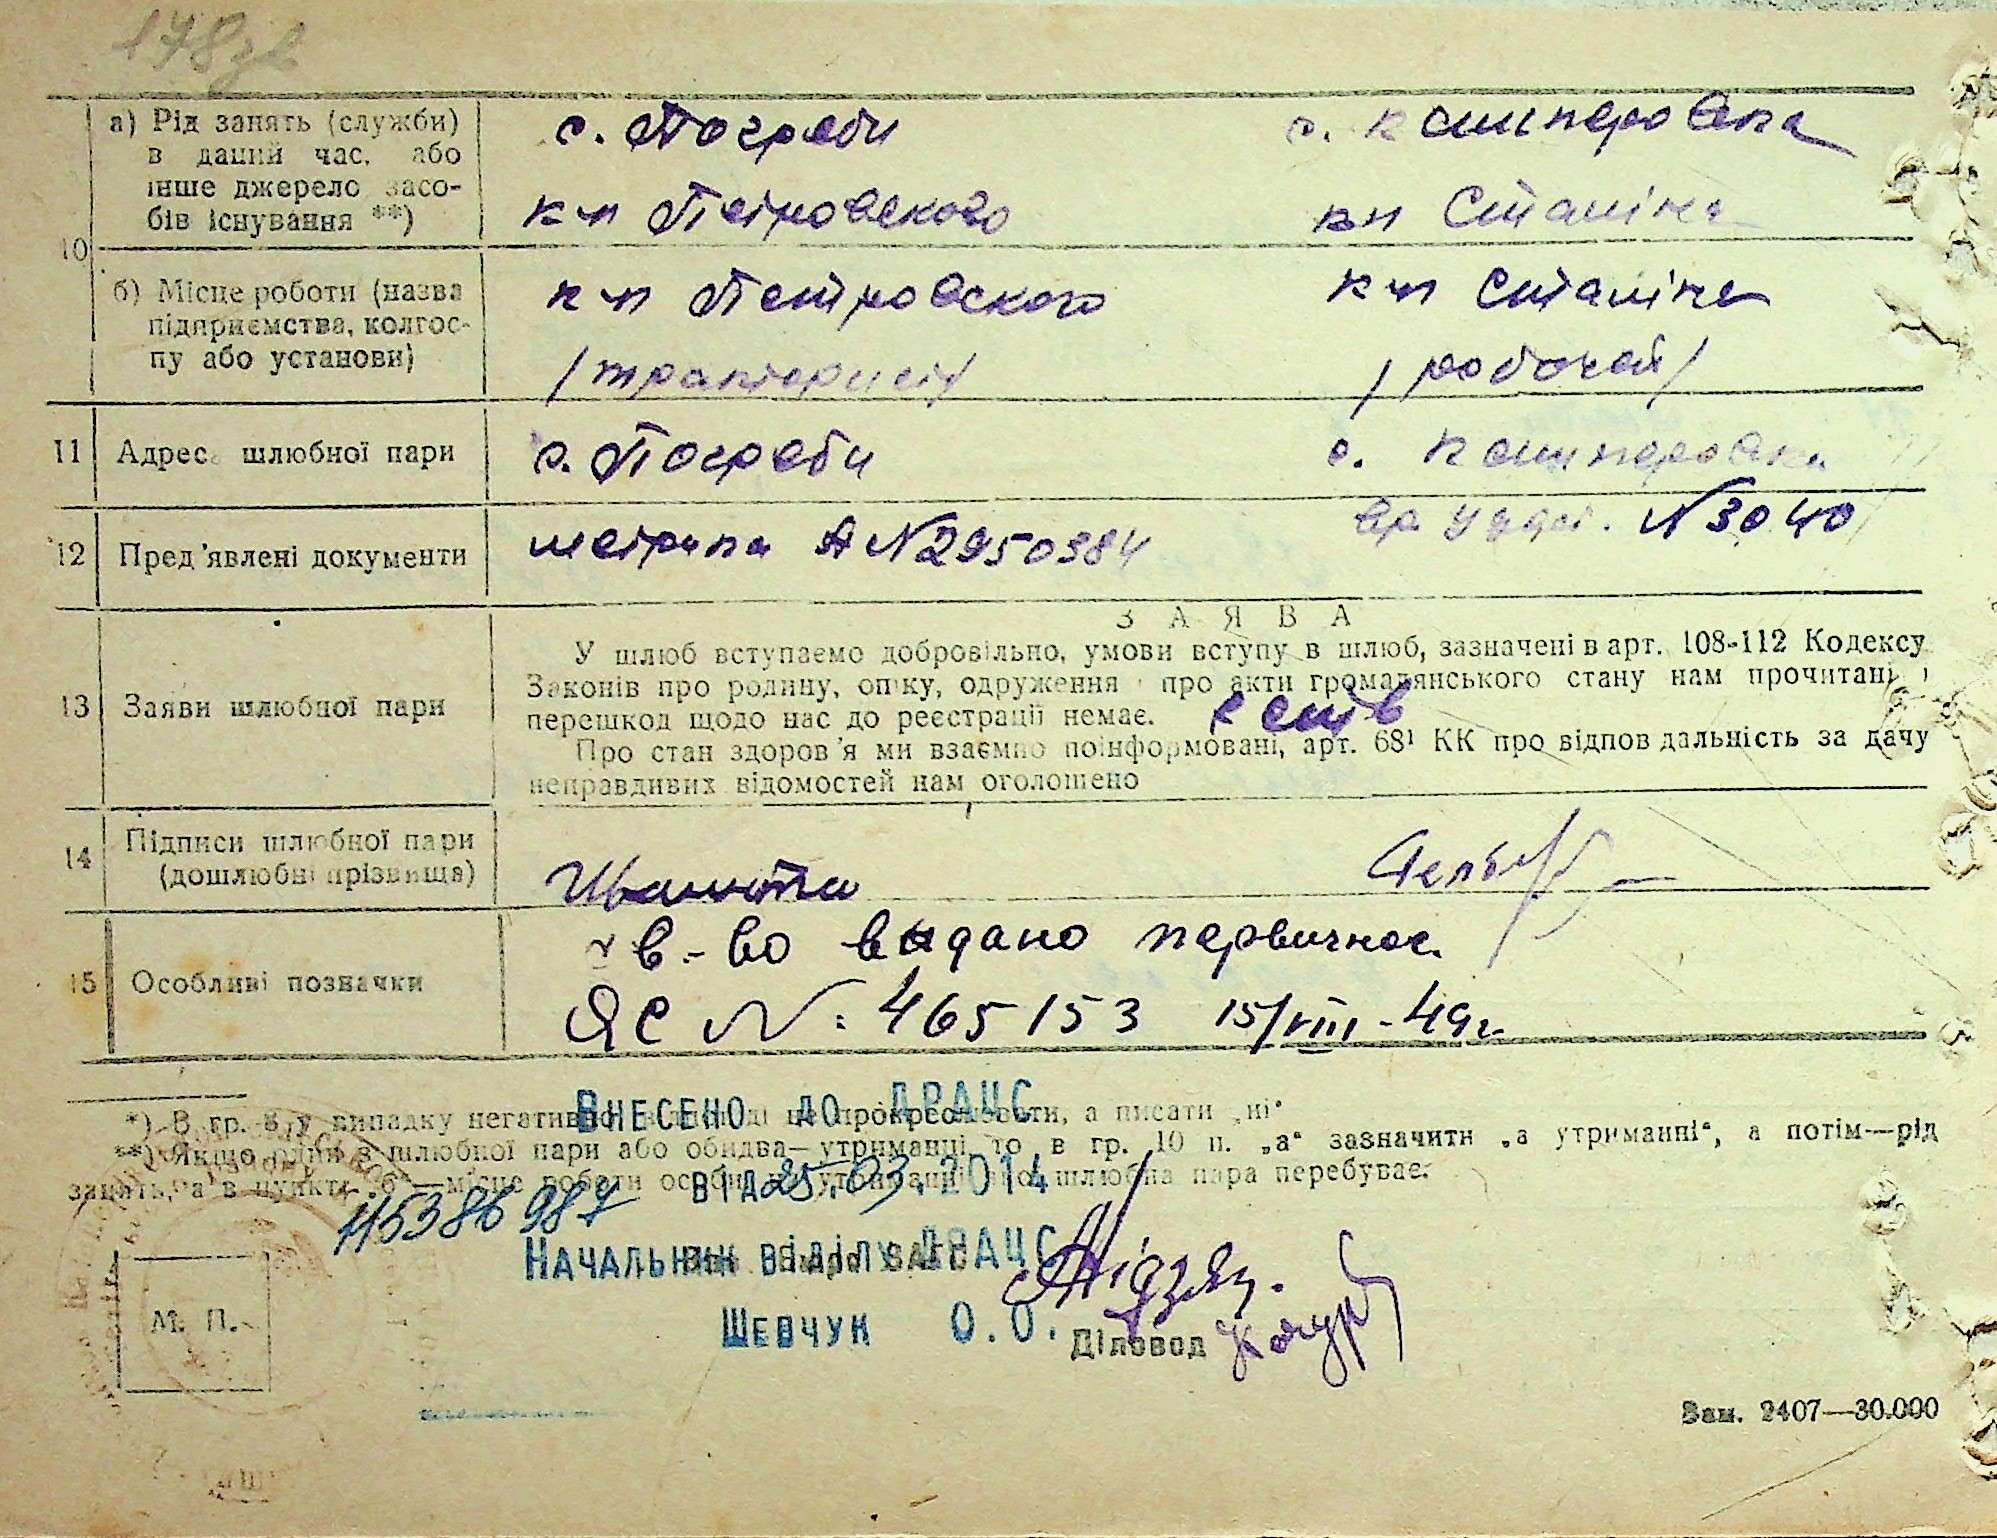 178зв
а) Рід занять (служби) с. Погреби с. Кашперовка
в даний час, або
інше джерело засо- к-п Петровского кп Сталіна
бів існування **)
10
б) Місце роботи (назва к-п Петровского к-п Сталіна
підприємства, колгос-
пу або установи) /тракторист/ /рабочей/
11 Адреса шлюбної пари с. Погреби с. Кашперовка
12 Пред'явлені документи метрика А №2950384 вр удост. №3040
З А Я В А
У шлюб вступаємо добровільно, умови вступу в шлюб, зазначені в арт. 108-112 Кодексу
Законів про родину, опіку, одруження і про акти громадянського стану нам прочитані і
13 Заяви шлюбної пари перешкод щодо нас до реєстрації немає.
Про стан здоров'я ми взаємно поінформовані, арт. 68¹ КК про відповідальність за дачу
неправдивих відомостей нам оголошено
14 Підписи шлюбної пари
(дошлюбні прізвища)
св-во выдано первичное
15 Особливі позначки
ЯС №: 465153 15/VIII-49г
*) В гр. 8 у випадку негативної відповіді не прокреслювати, а писати „ні“
Внесено до ДРАЦС
**) Якщо один з шлюбної пари або обидва—утриманці, то в гр. 10 п. „а“ зазначити „а утриманні“, а потім—рід
занять, а в пункті „б“—місце роботи особи, на утриманні якої шлюбна пара перебуває.
від 25.03.2014
Начальник відділу ДРАЦС
М. П.
Шевчук О.О.
Діловод
Зам. 2407—30.000